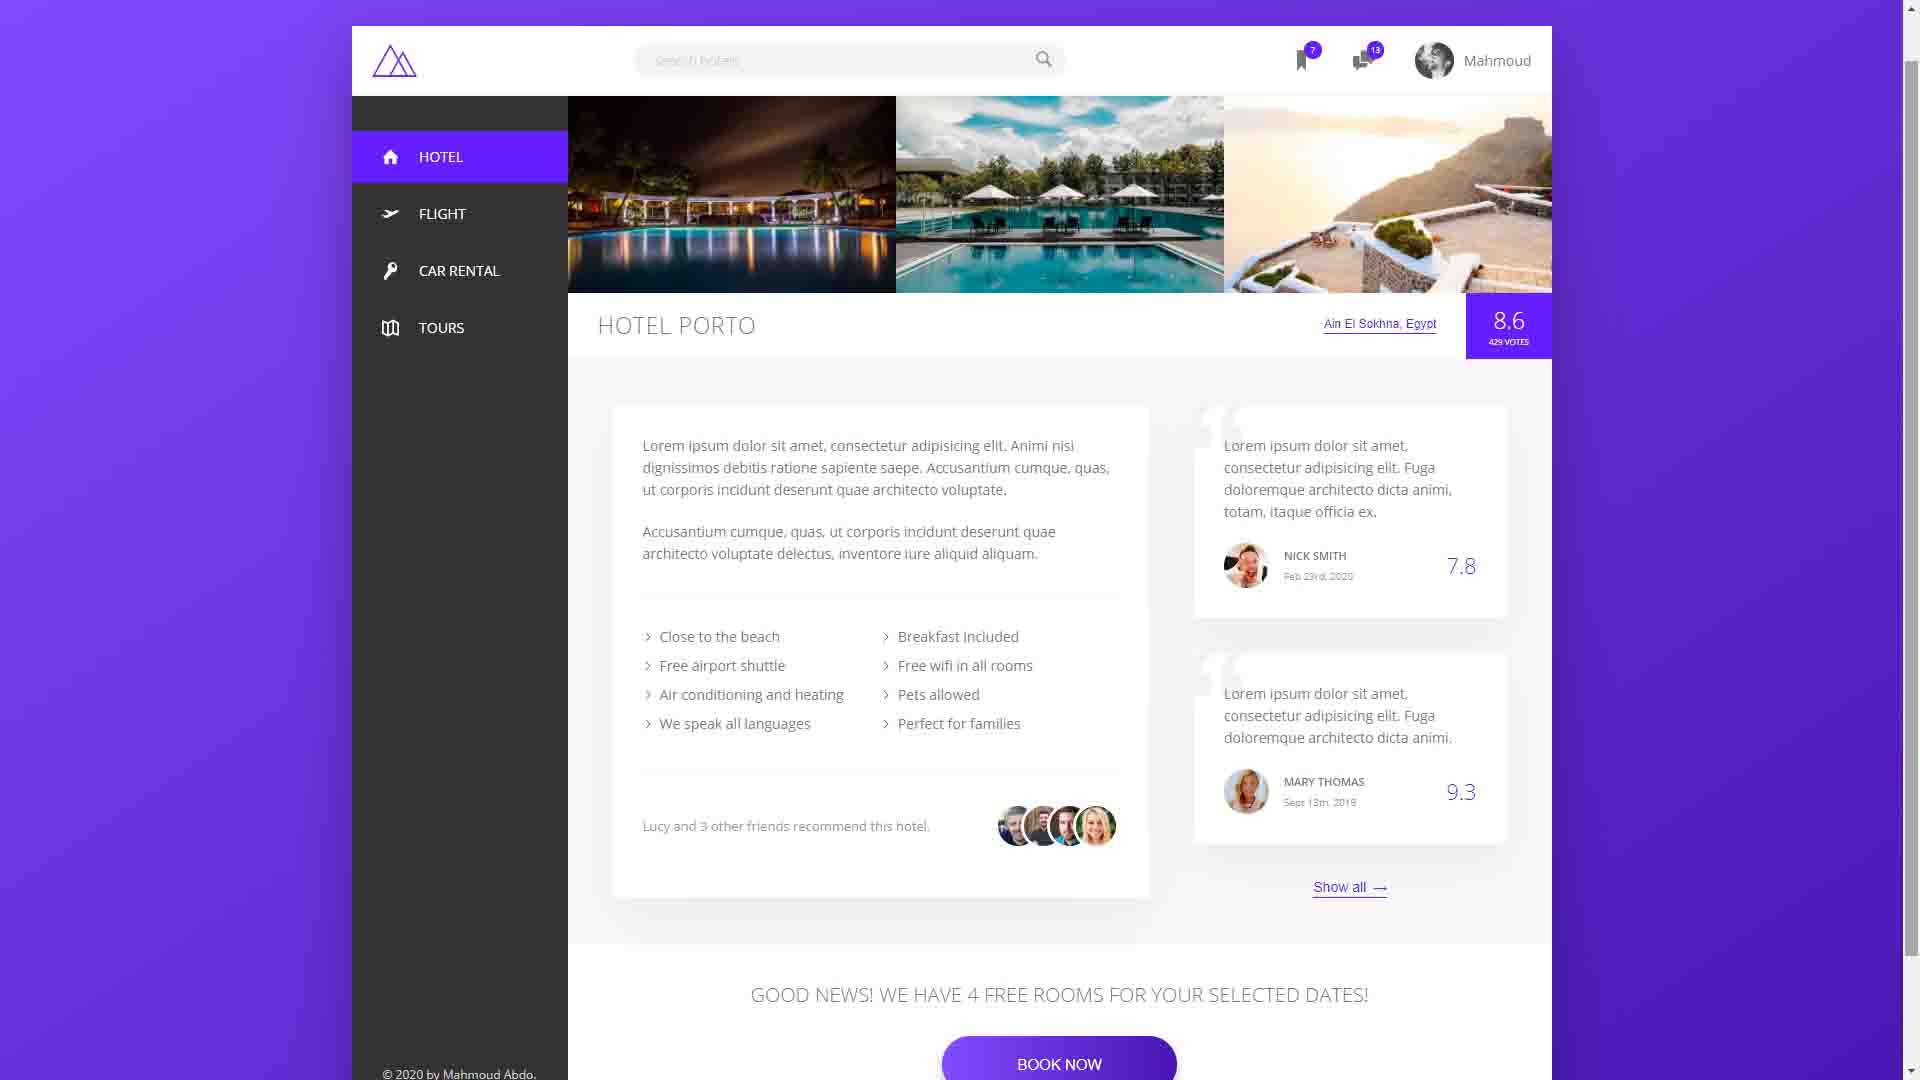 Search hotels
7
13
Mahmoud
HOTEL
FLIGHT
CAR RENTAL
TOURS
© 2020 by Mahmoud Abdo.
HOTEL PORTO
Ain El Sokhna, Egypt
8.6
429 VOTES
Lorem ipsum dolor sit amet, consectetur adipisicing elit. Animi nisi
dignissimos debitis ratione sapiente saepe. Accusantium cumque, quas,
ut corporis incidunt deserunt quae architecto voluptate.
Accusantium cumque, quas, ut corporis incidunt deserunt quae
architecto voluptate delectus, inventore iure aliquid aliquam.
Close to the beach
Breakfast included
Free airport shuttle
Free wifi in all rooms
Air conditioning and heating
Pets allowed
We speak all languages
Perfect for families
Lucy and 3 other friends recommend this hotel.
Lorem ipsum dolor sit amet,
consectetur adipisicing elit. Fuga
doloremque architecto dicta animi,
totam, itaque officia ex.
NICK SMITH
Feb 23rd, 2020
7.8
Lorem ipsum dolor sit amet,
consectetur adipisicing elit. Fuga
doloremque architecto dicta animi.
MARY THOMAS
Sept 13th, 2019
9.3
Show all →
GOOD NEWS! WE HAVE 4 FREE ROOMS FOR YOUR SELECTED DATES!
BOOK NOW